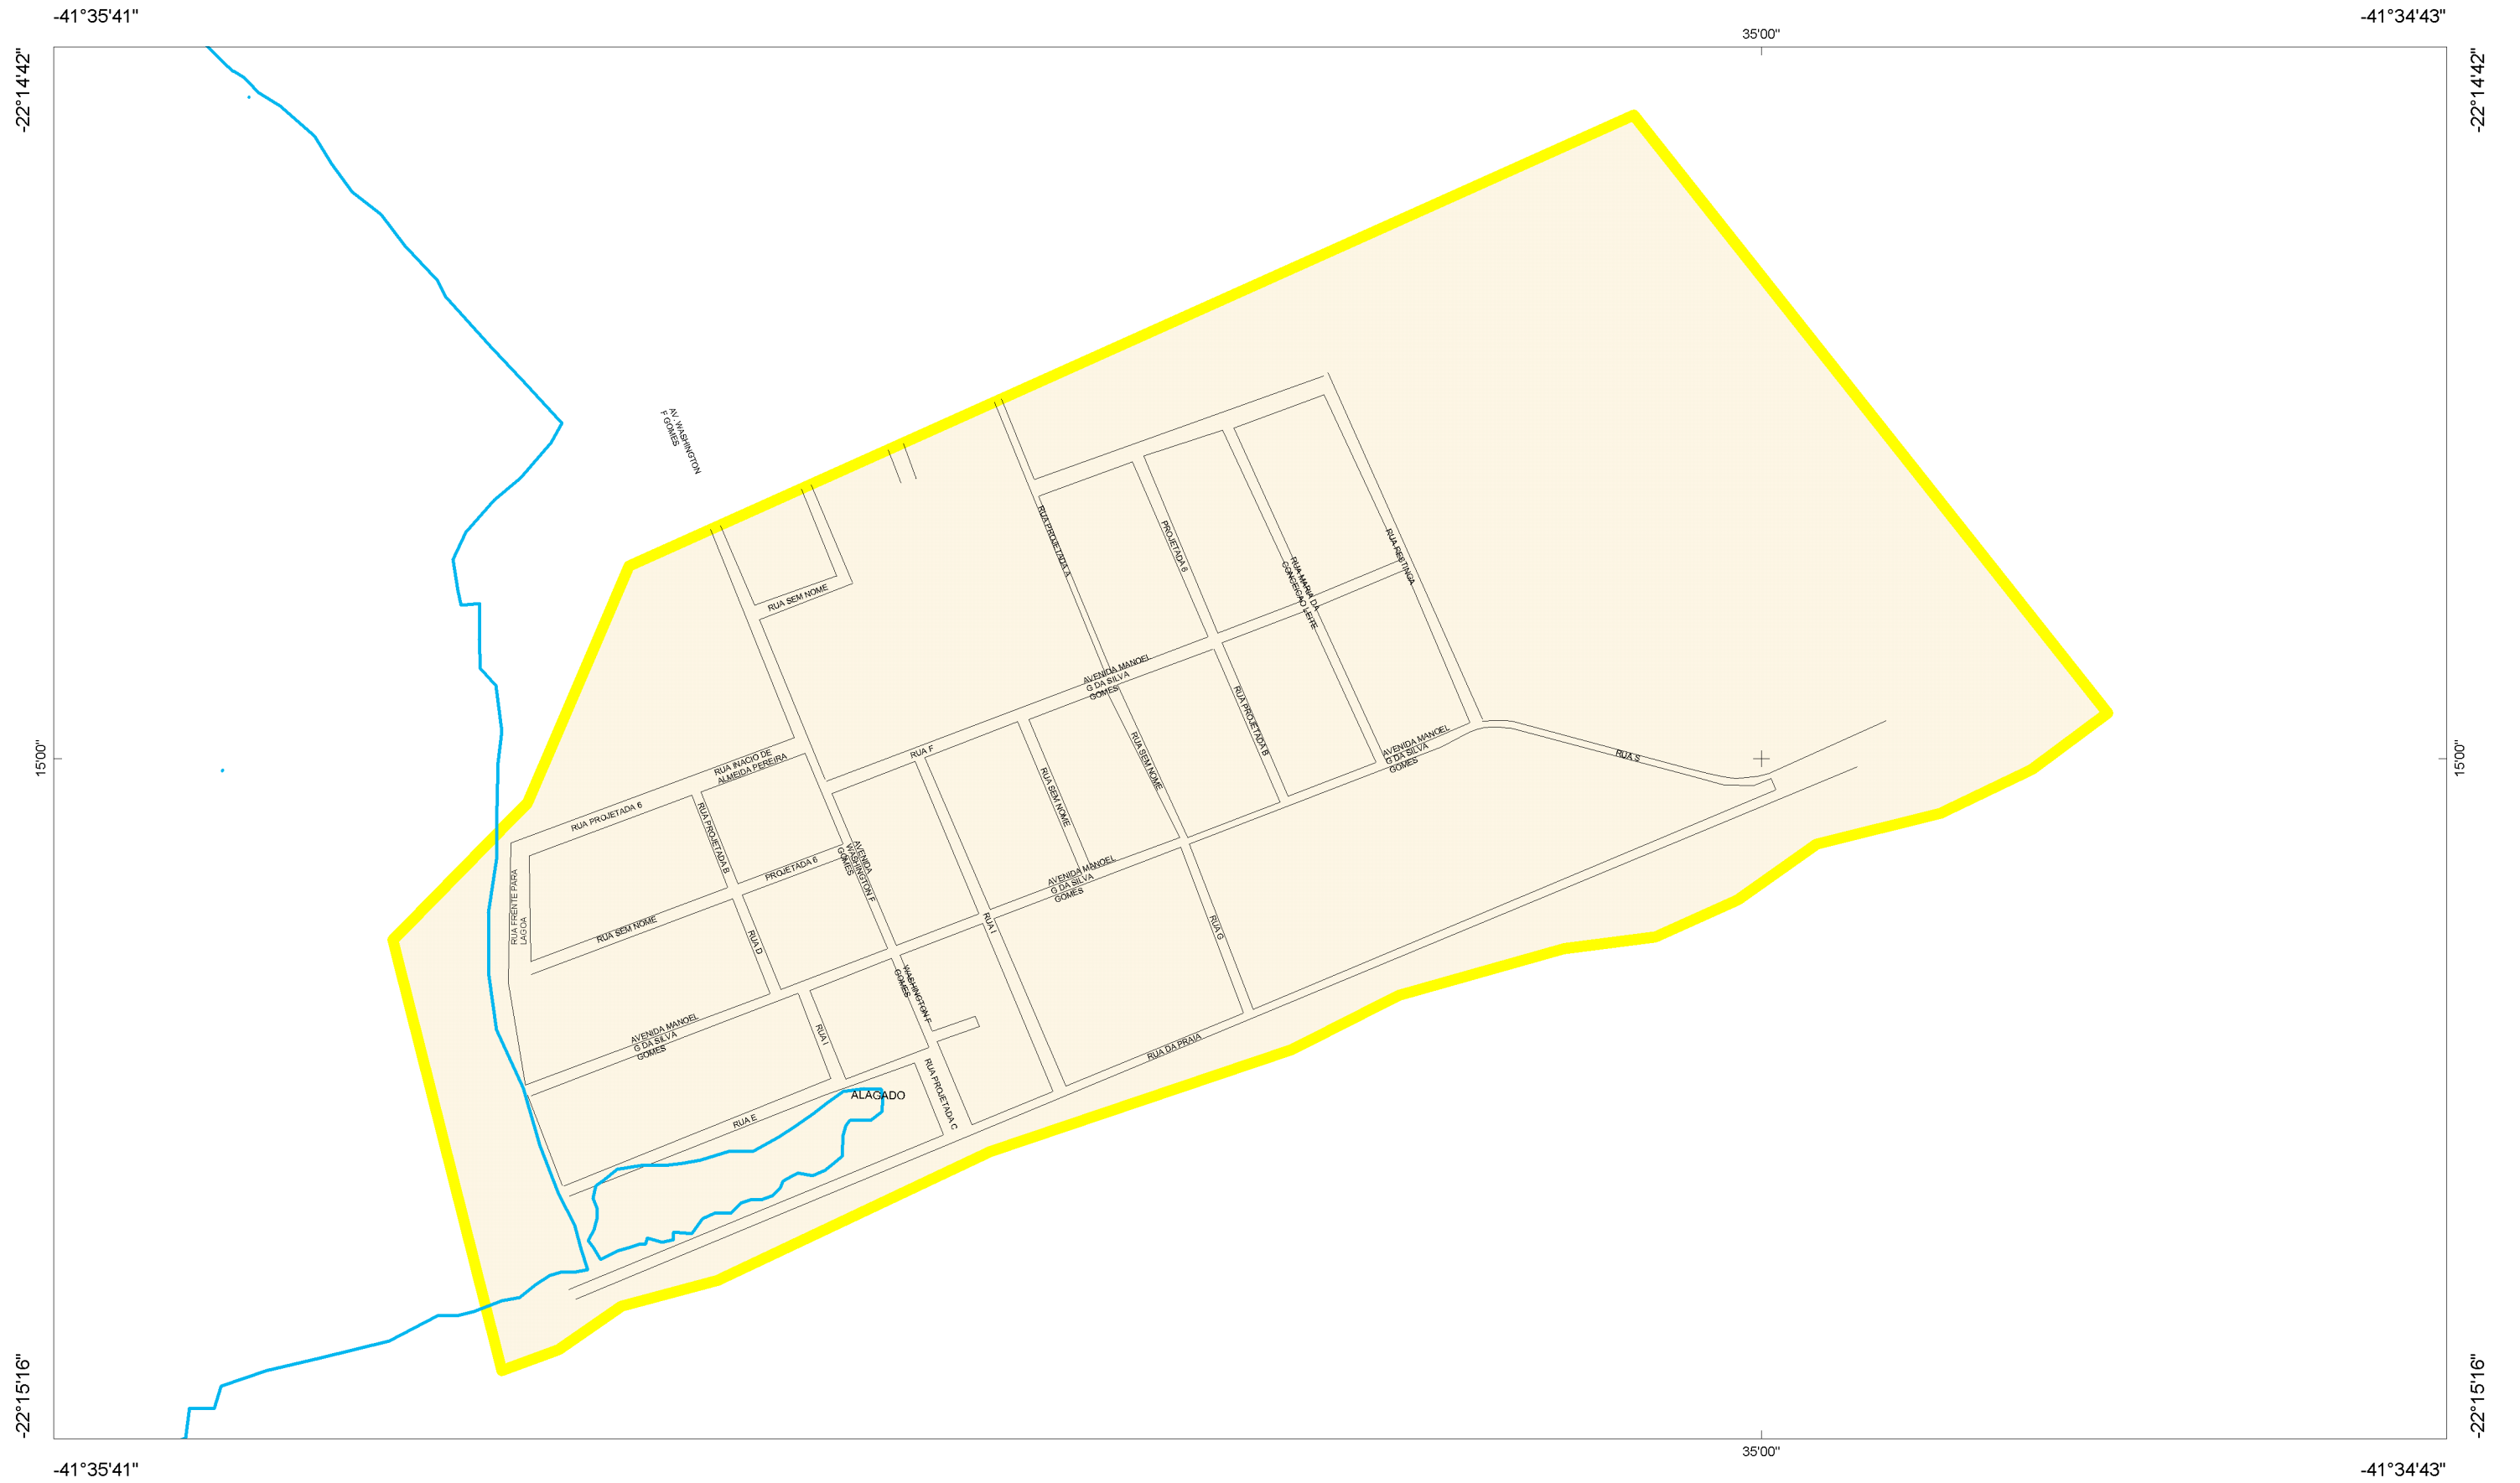 -41°35'41"
-41°34'43"
35'00"
-22°14'42"
-22°14'42"
AV. WASHINGTON
F GOMES
RUA PROJETADA A
PROJETADA 6
RUA RESTINGA
RUA MARIA DA
CONCEICAO LEITE
RUA SEM NOME
AVENIDA MANOEL
G DA SILVA
GOMES
RUA PROJETADA B
RUA SEM NOME
AVENIDA MANOEL
G DA SILVA
GOMES
RUA S
15'00"
15'00"
RUA F
RUA INACIO DE
ALMEIDA PEREIRA
RUA SEM NOME
RUA PROJETADA 6
RUA PROJETADA B
PROJETADA 6
AVENIDA
WASHINGTON F
GOMES
AVENIDA MANOEL
G DA SILVA
GOMES
RUA FRENTE PARA
LAGOA
RUA SEM NOME
RUA D
RUA I
RUA G
WASHINGTON F
GOMES
AVENIDA MANOEL
G DA SILVA
GOMES
RUA I
RUA DA PRAIA
RUA PROJETADA C
ALAGADO
RUA E
-22°15'16"
-22°15'16"
35'00"
-41°35'41"
-41°34'43"